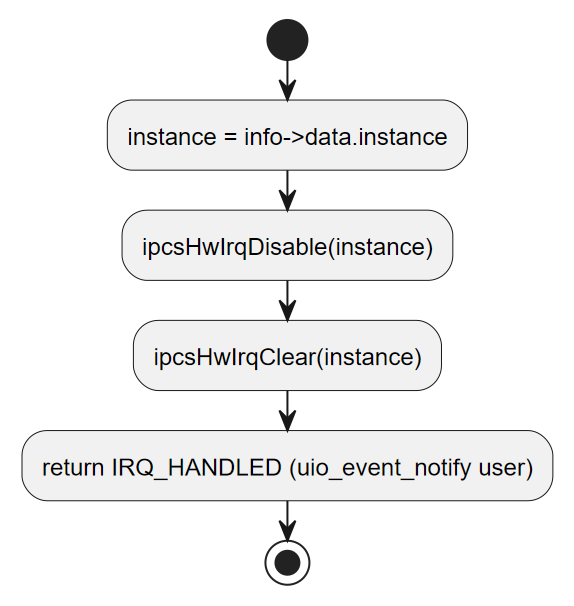 instance = info->data.instance
ipcsHwIrqDisable(instance)
ipcsHwIrqClear(instance)
return IRQ_HANDLED (uio_event_notify user)